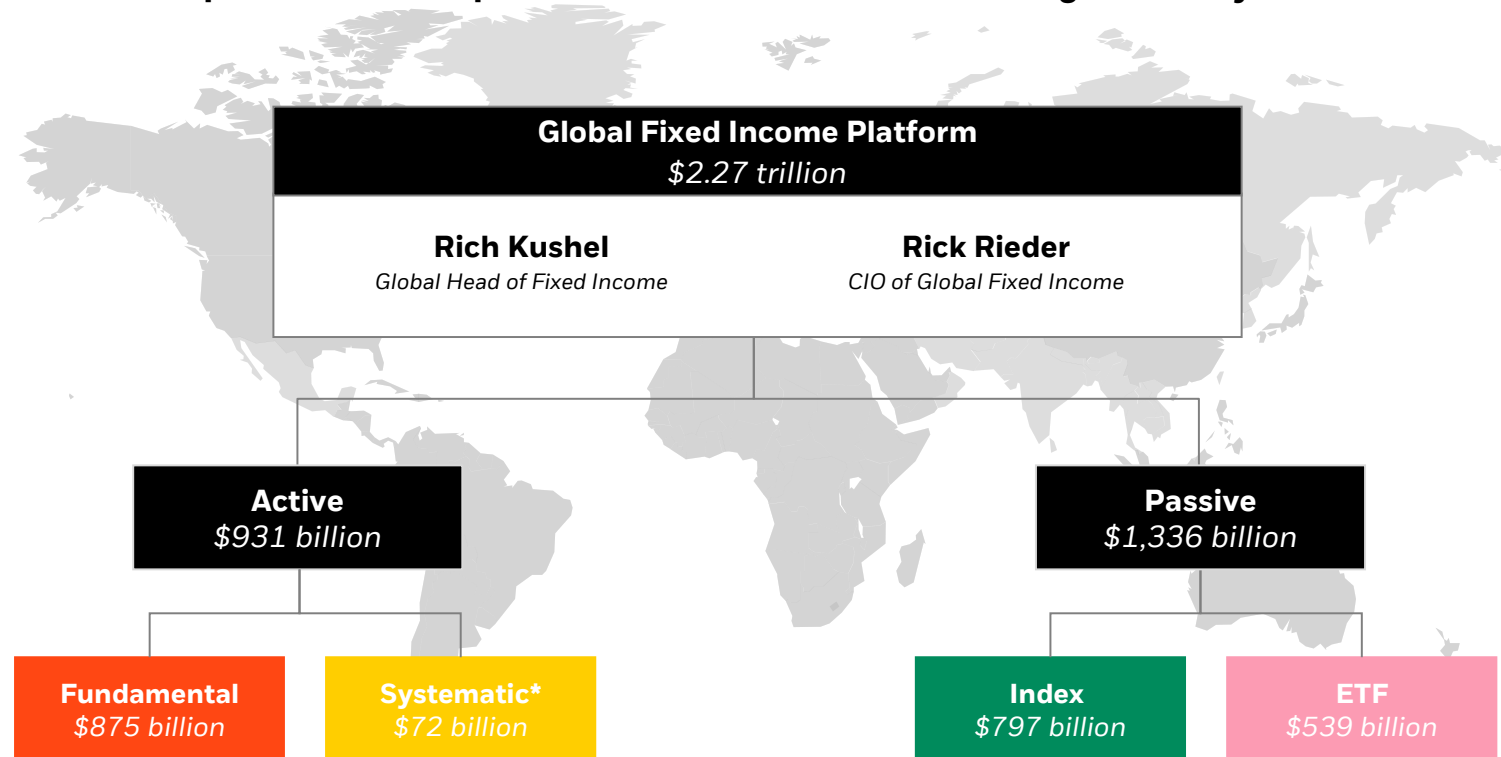 Global Fixed Income Platform
$2.27 trillion
Rich Kushel
Global Head of Fixed Income
Rick Rieder
CIO of Global Fixed Income
Active
$931 billion
Passive
$1,336 billion
Fundamental
$875 billion
Systematic*
$72 billion
Index
$797 billion
ETF
$539 billion